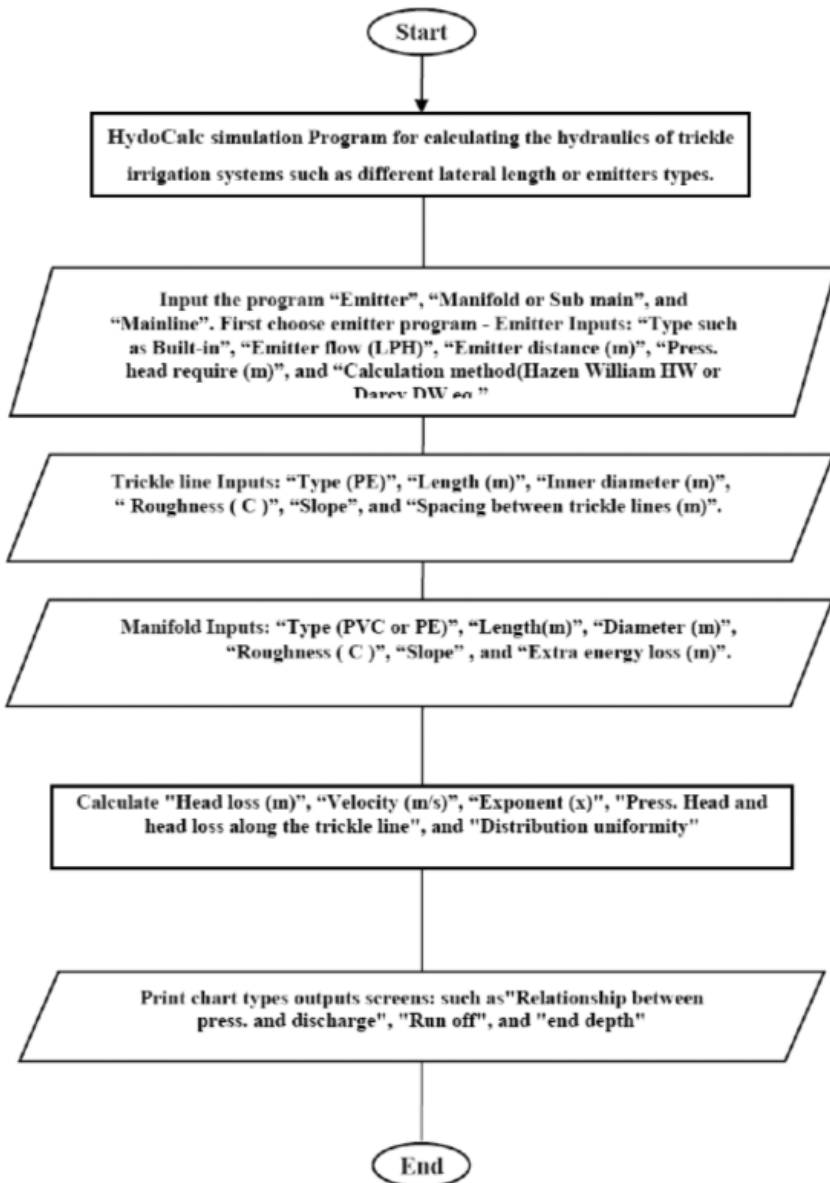 Start
HydoCalc simulation Program for calculating the hydraulics of trickle
irrigation systems such as different lateral length or emitters types.
Input the program “Emitter”, “Manifold or Sub main”, and
“Mainline”. First choose emitter program - Emitter Inputs: “Type such
as Built-in”, “Emitter flow (LPH)”, “Emitter distance (m)”, “Press.
head require (m)”, and “Calculation method(Hazen William HW or
Darcy DW eq.”
Trickle line Inputs: “Type (PE)”, “Length (m)”, “Inner diameter (m)”,
“ Roughness ( C )”, “Slope”, and “Spacing between trickle lines (m)”.
Manifold Inputs: “Type (PVC or PE)”, “Length(m)”, “Diameter (m)”,
“Roughness ( C )”, “Slope” , and “Extra energy loss (m)”.
Calculate "Head loss (m)”, “Velocity (m/s)”, “Exponent (x)", "Press. Head and
head loss along the trickle line", and "Distribution uniformity"
Print chart types outputs screens: such as"Relationship between
press. and discharge", "Run off", and "end depth"
End